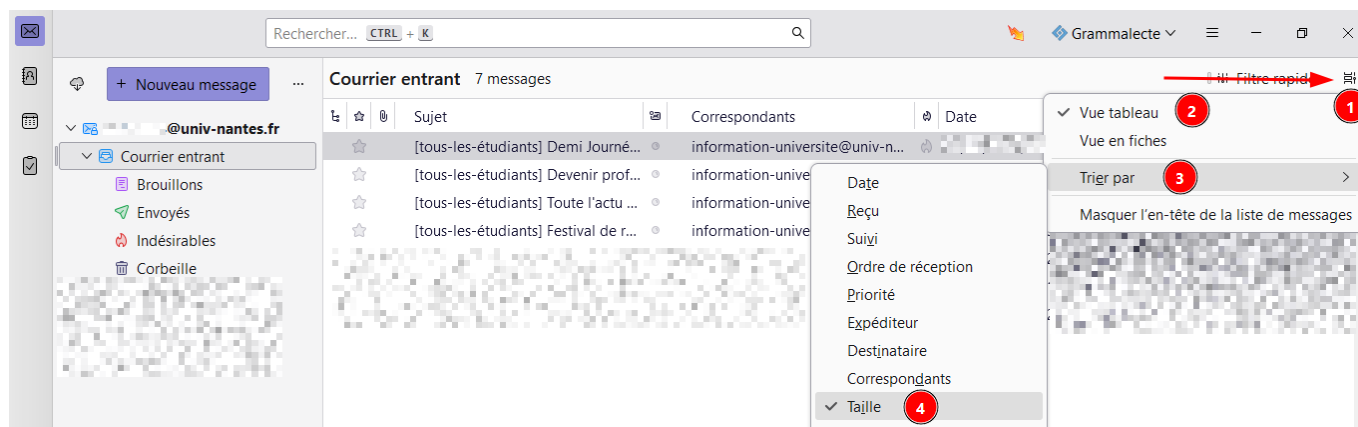 Rechercher... CTRL + K
Grammalecte
+ Nouveau message ...
Courrier entrant 7 messages
Filtre rapid
1
@univ-nantes.fr
Courrier entrant
Brouillons
Envoyés
Indésirables
Corbeille
Sujet Correspondants Date
[tous-les-étudiants] Demi Journé... information-universite@univ-n...
[tous-les-étudiants] Devenir prof... information-unive
[tous-les-étudiants] Toute l'actu ... information-unive
[tous-les-étudiants] Festival de r... information-unive
Vue tableau 2
Vue en fiches
Trier par 3
Masquer l’en-tête de la liste de messages
Date
Reçu
Suivi
Ordre de réception
Priorité
Expéditeur
Destinataire
Correspondants
Taille 4